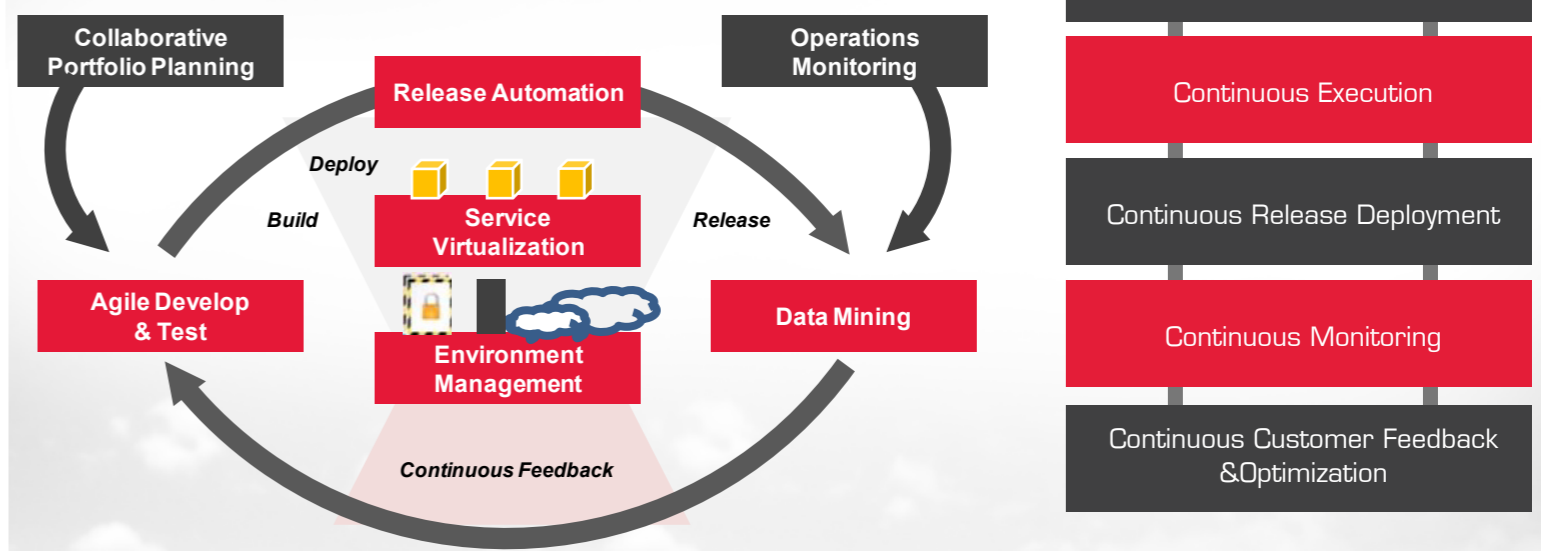 Collaborative
Portfolio Planning
Operations
Monitoring
Release Automation
Deploy
Build
Service
Virtualization
Release
Agile Develop
& Test
Data Mining
Environment
Management
Continuous Feedback
Continuous Execution
Continuous Release Deployment
Continuous Monitoring
Continuous Customer Feedback
&Optimization